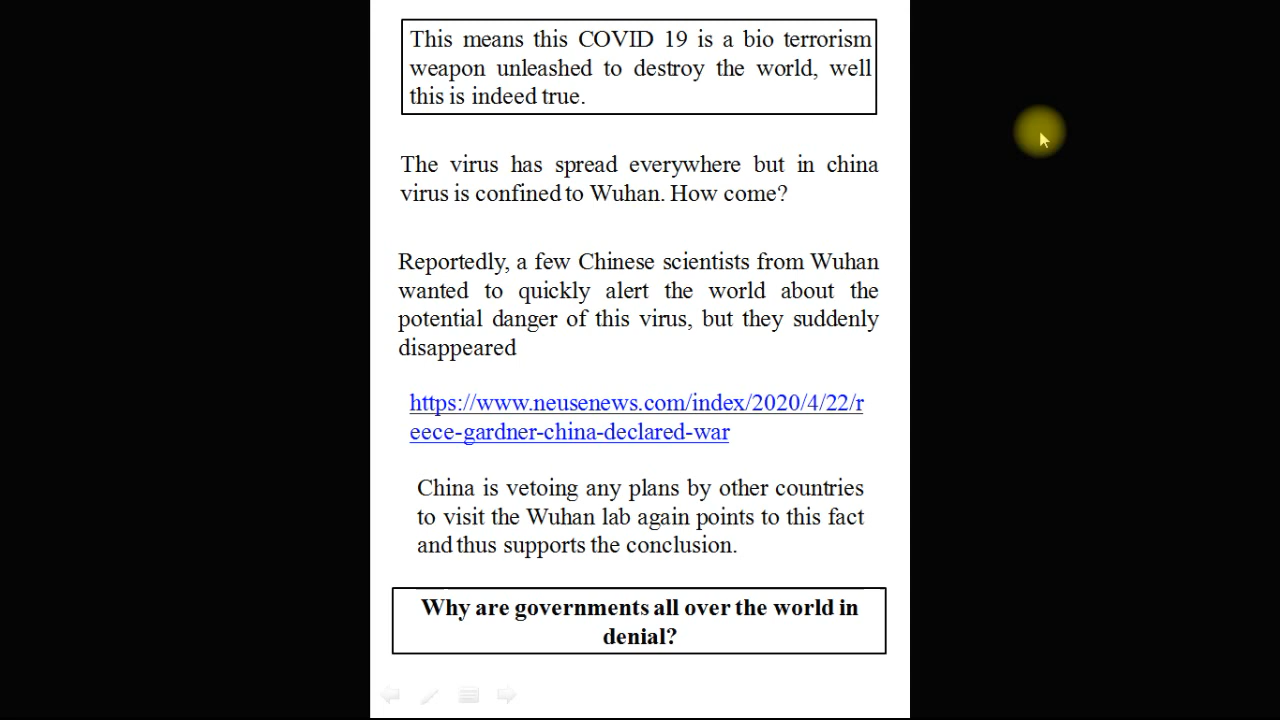 This means this COVID 19 is a bio terrorism
weapon unleashed to destroy the world, well
this is indeed true.
The virus has spread everywhere but in china
virus is confined to Wuhan. How come?
Reportedly, a few Chinese scientists from Wuhan
wanted to quickly alert the world about the
potential danger of this virus, but they suddenly
disappeared
https://www.neusenews.com/index/2020/4/22/r
eece-gardner-china-declared-war
China is vetoing any plans by other countries
to visit the Wuhan lab again points to this fact
and thus supports the conclusion.
Why are governments all over the world in
denial?